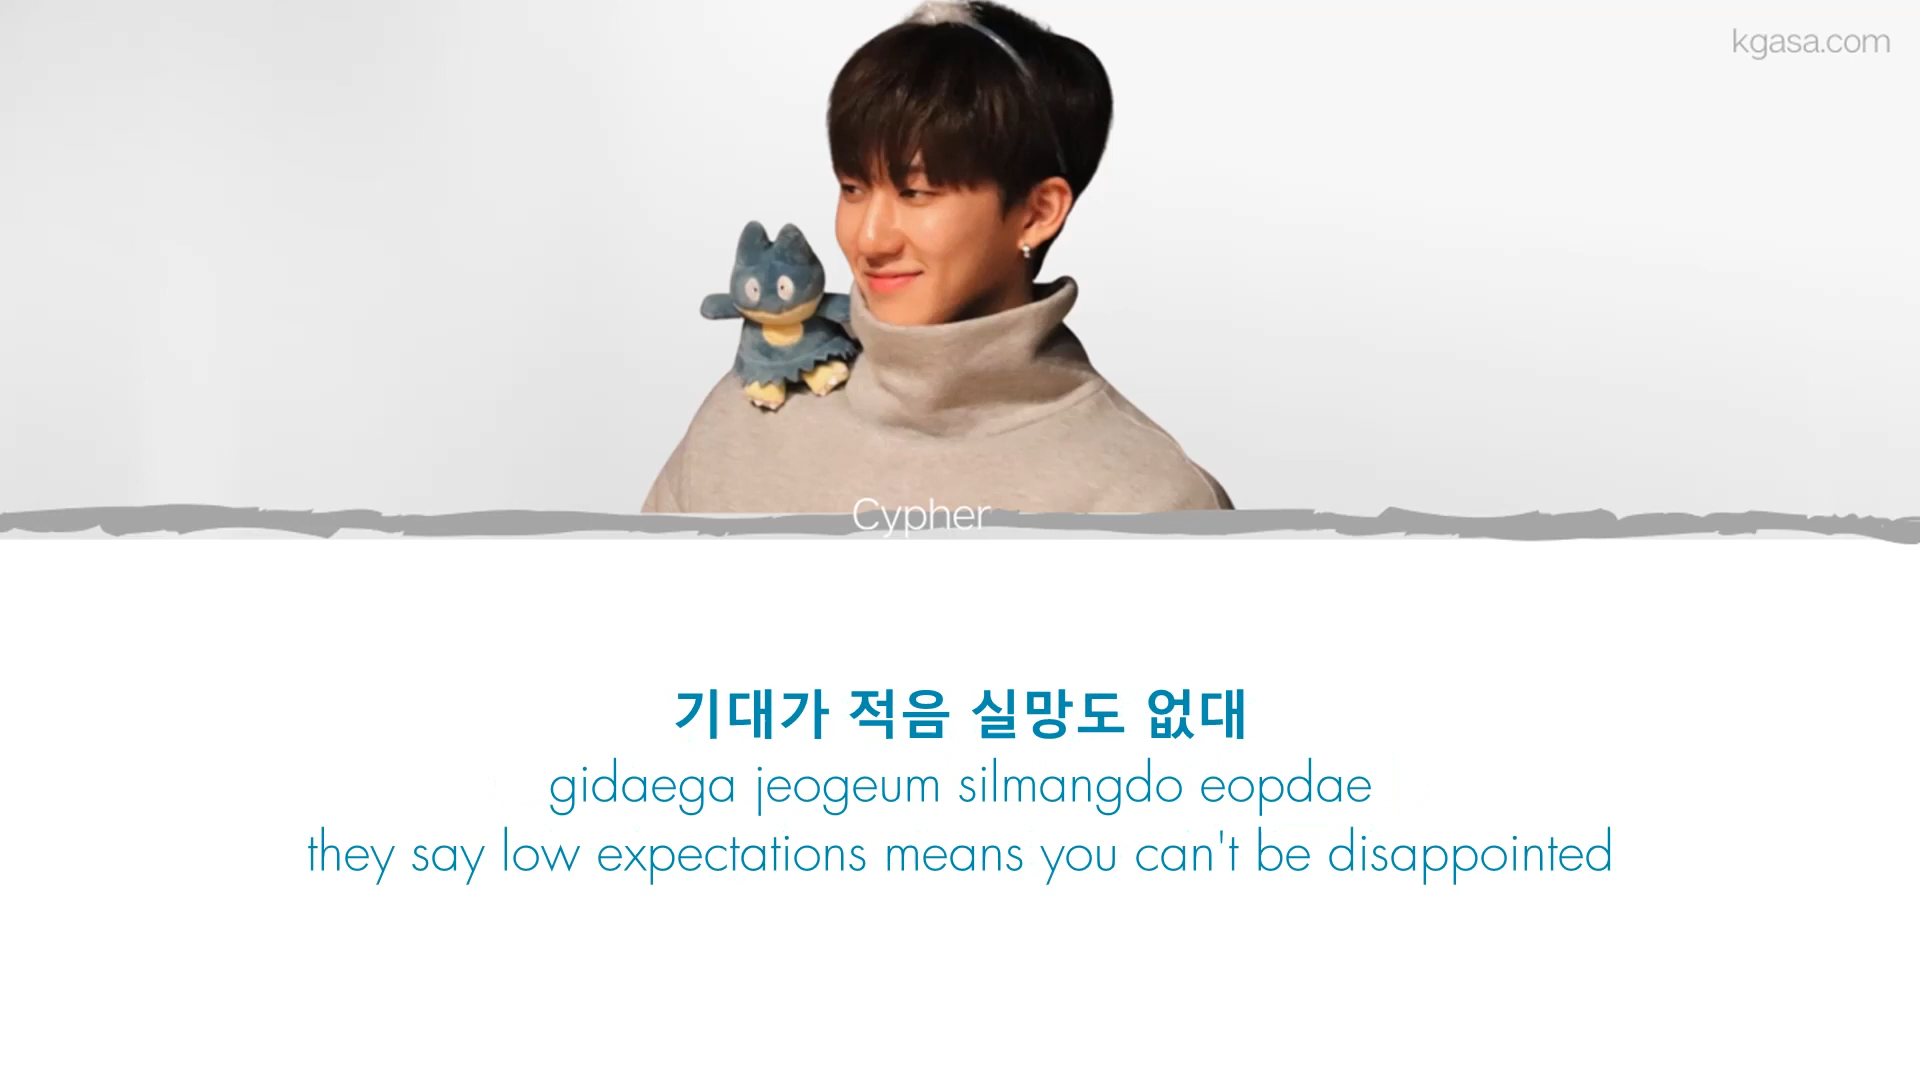 kgasa.com
Cypher
기대가 적음 실망도 없대
gidaega jeogeum silmangdo eopdae
they say low expectations means you can't be disappointed